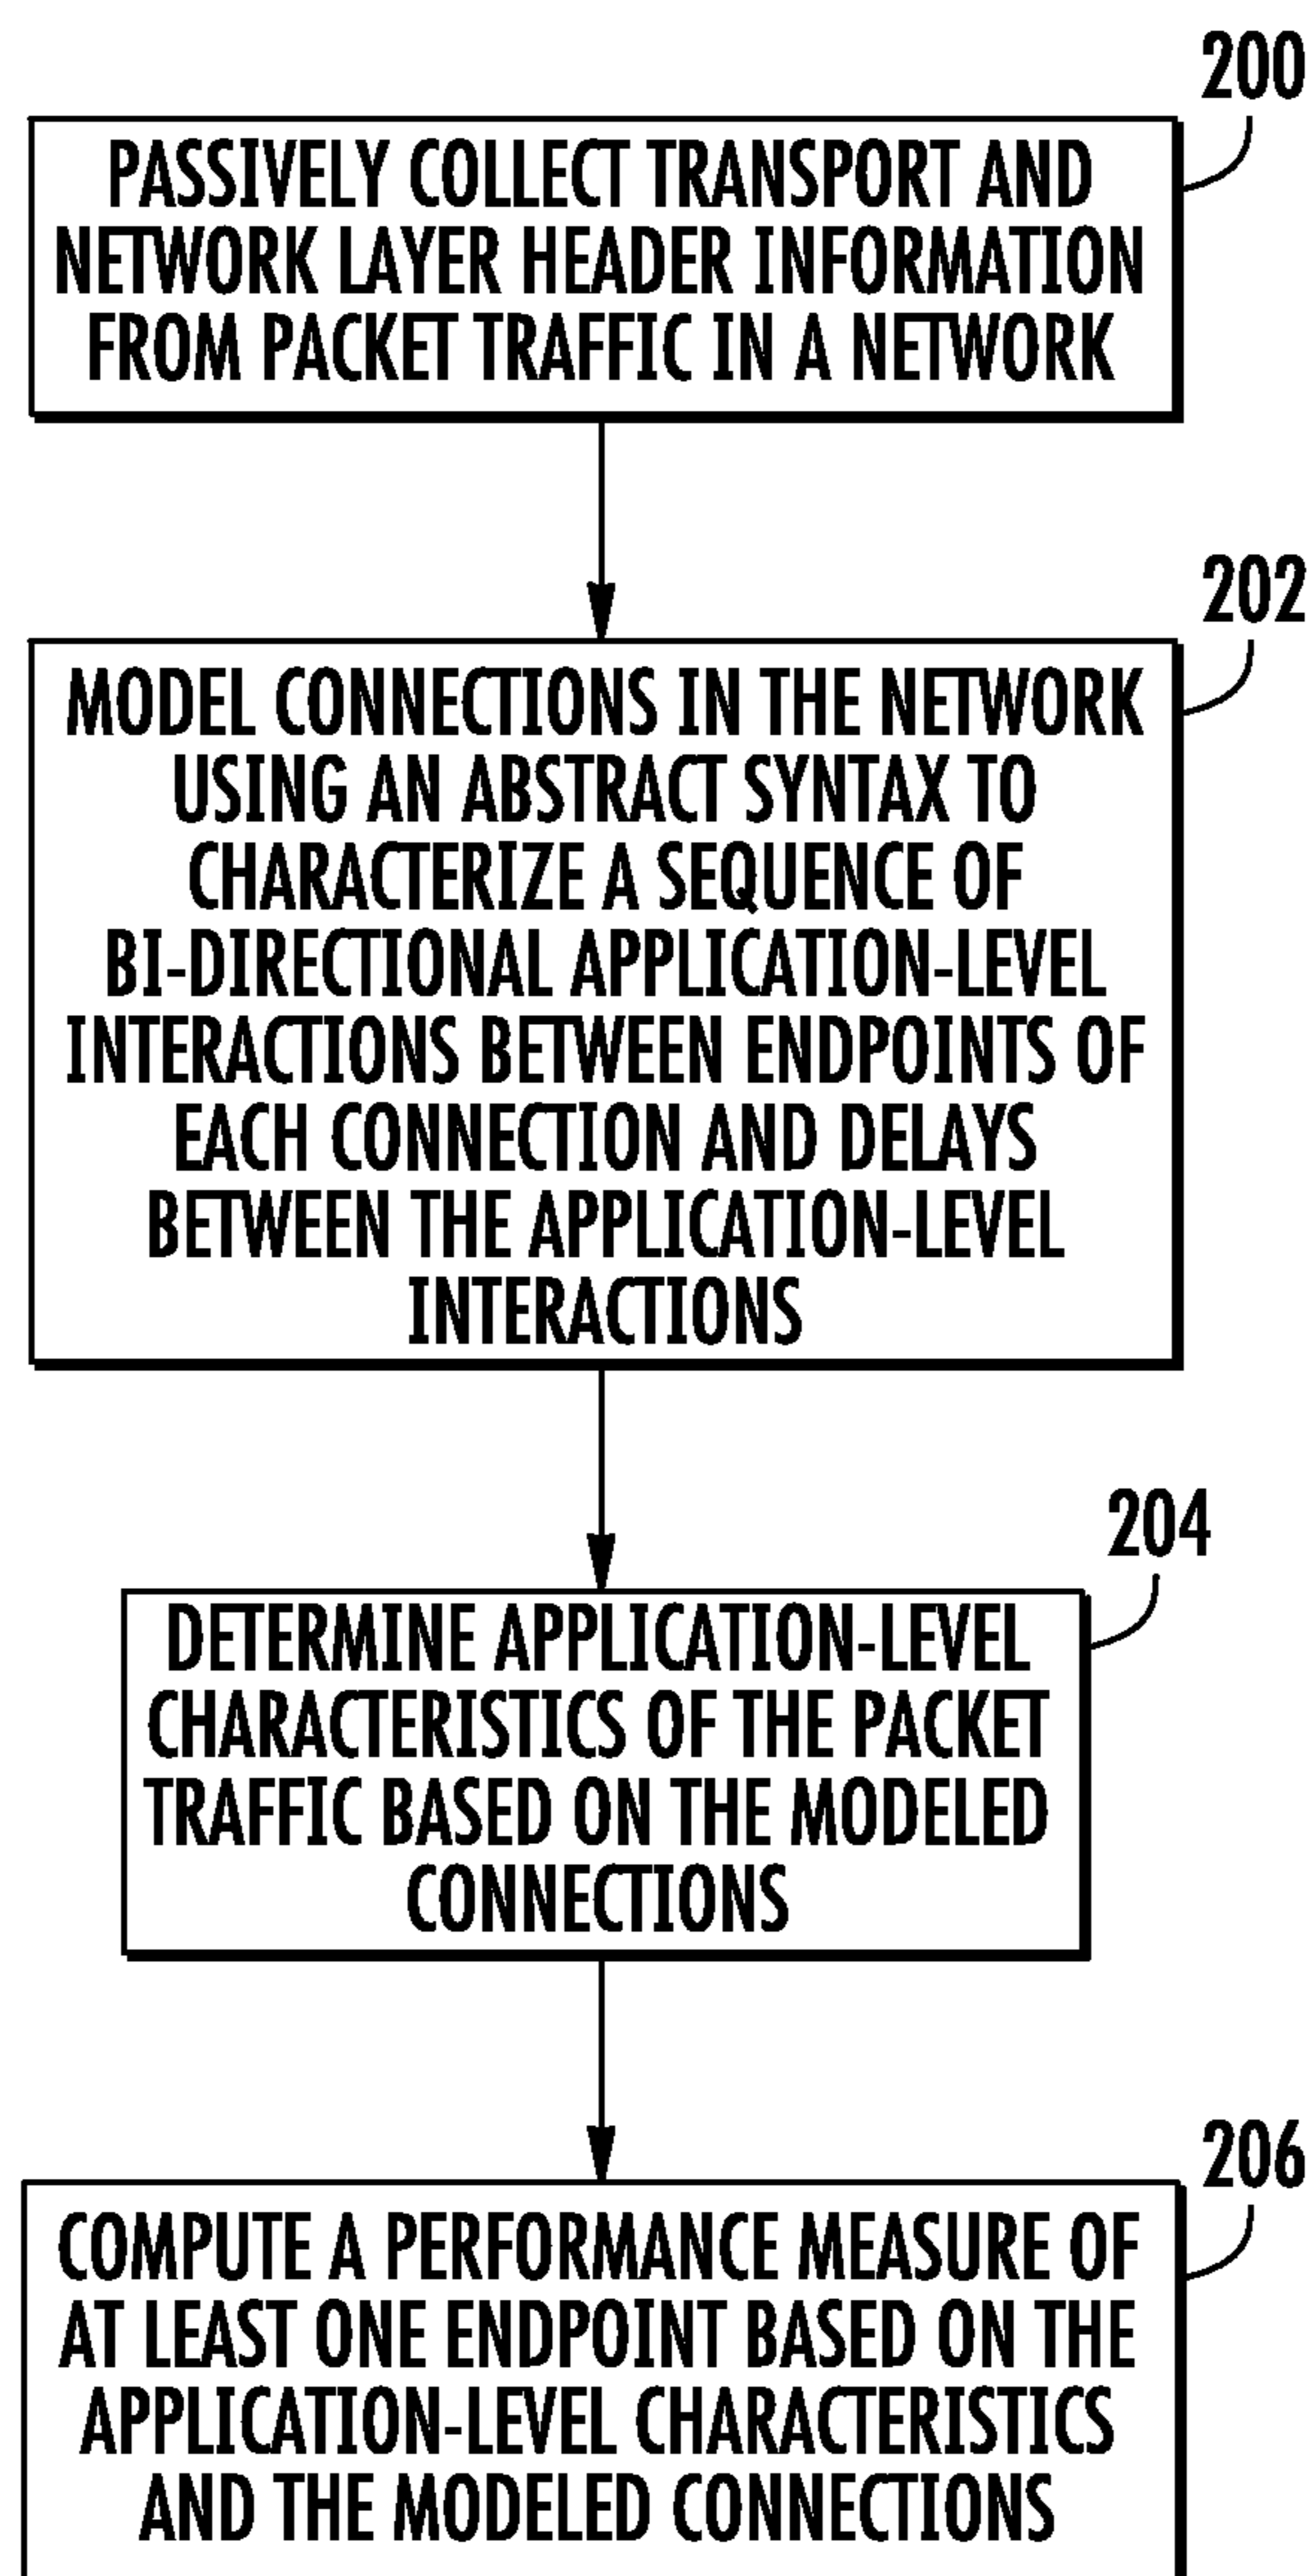 200
PASSIVELY COLLECT TRANSPORT AND
NETWORK LAYER HEADER INFORMATION
FROM PACKET TRAFFIC IN A NETWORK
202
MODEL CONNECTIONS IN THE NETWORK
USING AN ABSTRACT SYNTAX TO
CHARACTERIZE A SEQUENCE OF
BI-DIRECTIONAL APPLICATION-LEVEL
INTERACTIONS BETWEEN ENDPOINTS OF
EACH CONNECTION AND DELAYS
BETWEEN THE APPLICATION-LEVEL
INTERACTIONS
204
DETERMINE APPLICATION-LEVEL
CHARACTERISTICS OF THE PACKET
TRAFFIC BASED ON THE MODELED
CONNECTIONS
206
COMPUTE A PERFORMANCE MEASURE OF
AT LEAST ONE ENDPOINT BASED ON THE
APPLICATION-LEVEL CHARACTERISTICS
AND THE MODELED CONNECTIONS